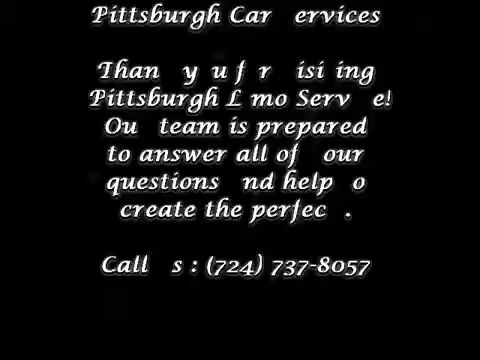 Pittsburgh Car ervices
Than y u f r isi ing
Pittsburgh L mo Serv e!
Ou team is prepared
to answer all of our
questions nd help o
create the perfec .
Call s : (724) 737-8057